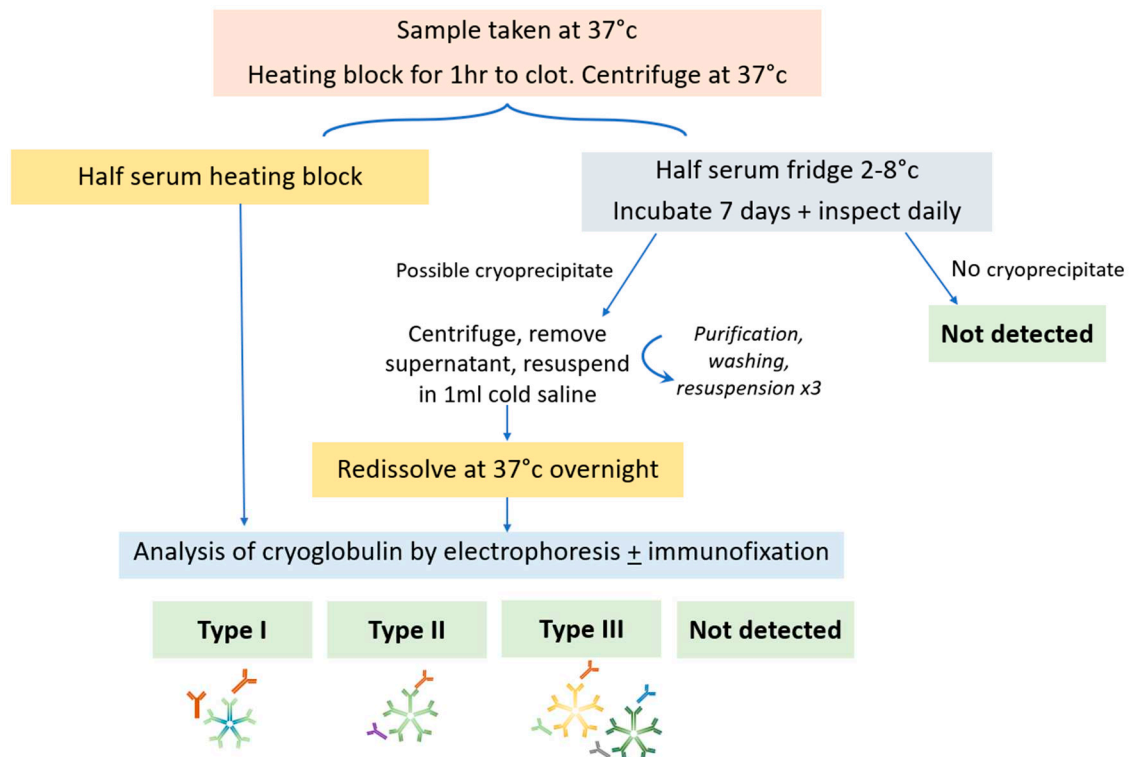 Sample taken at 37°c
Heating block for 1hr to clot. Centrifuge at 37°c
Half serum heating block
Half serum fridge 2-8°c
Incubate 7 days + inspect daily
Possible cryoprecipitate
No cryoprecipitate
Not detected
Centrifuge, remove
supernatant, resuspend
in 1ml cold saline
Purification,
washing,
resuspension x3
Redissolve at 37°c overnight
Analysis of cryoglobulin by electrophoresis ± immunofixation
Type I
Type II
Type III
Not detected